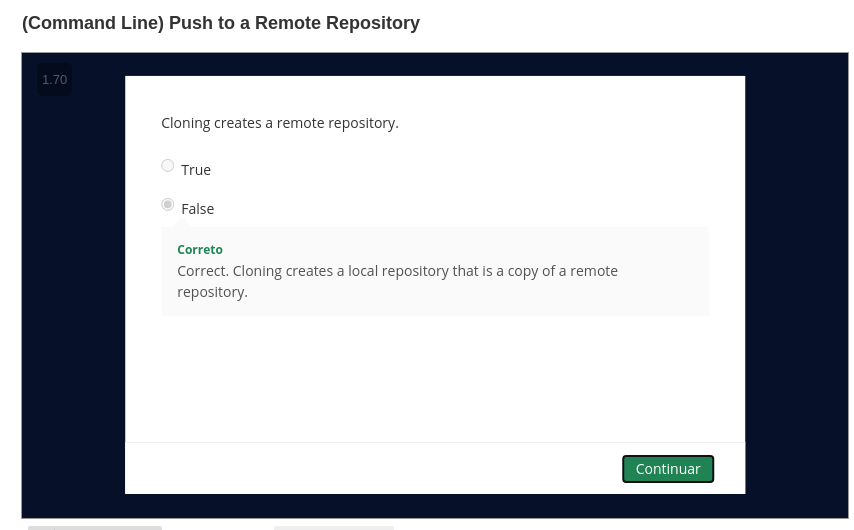 (Command Line) Push to a Remote Repository
1.70
Cloning creates a remote repository.
True
False
Correto
Correct. Cloning creates a local repository that is a copy of a remote
repository.
Continuar